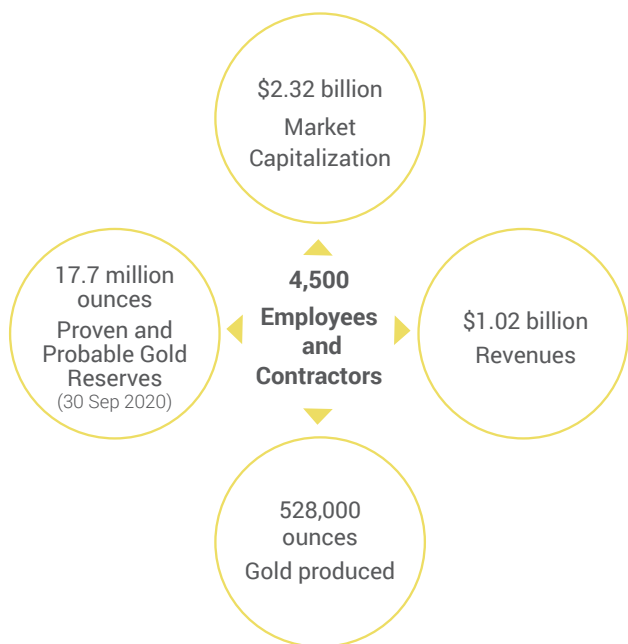 $2.32 billion
Market
Capitalization
17.7 million
ounces
Proven and
Probable Gold
Reserves
(30 Sep 2020)
4,500
Employees
and
Contractors
$1.02 billion
Revenues
528,000
ounces
Gold produced